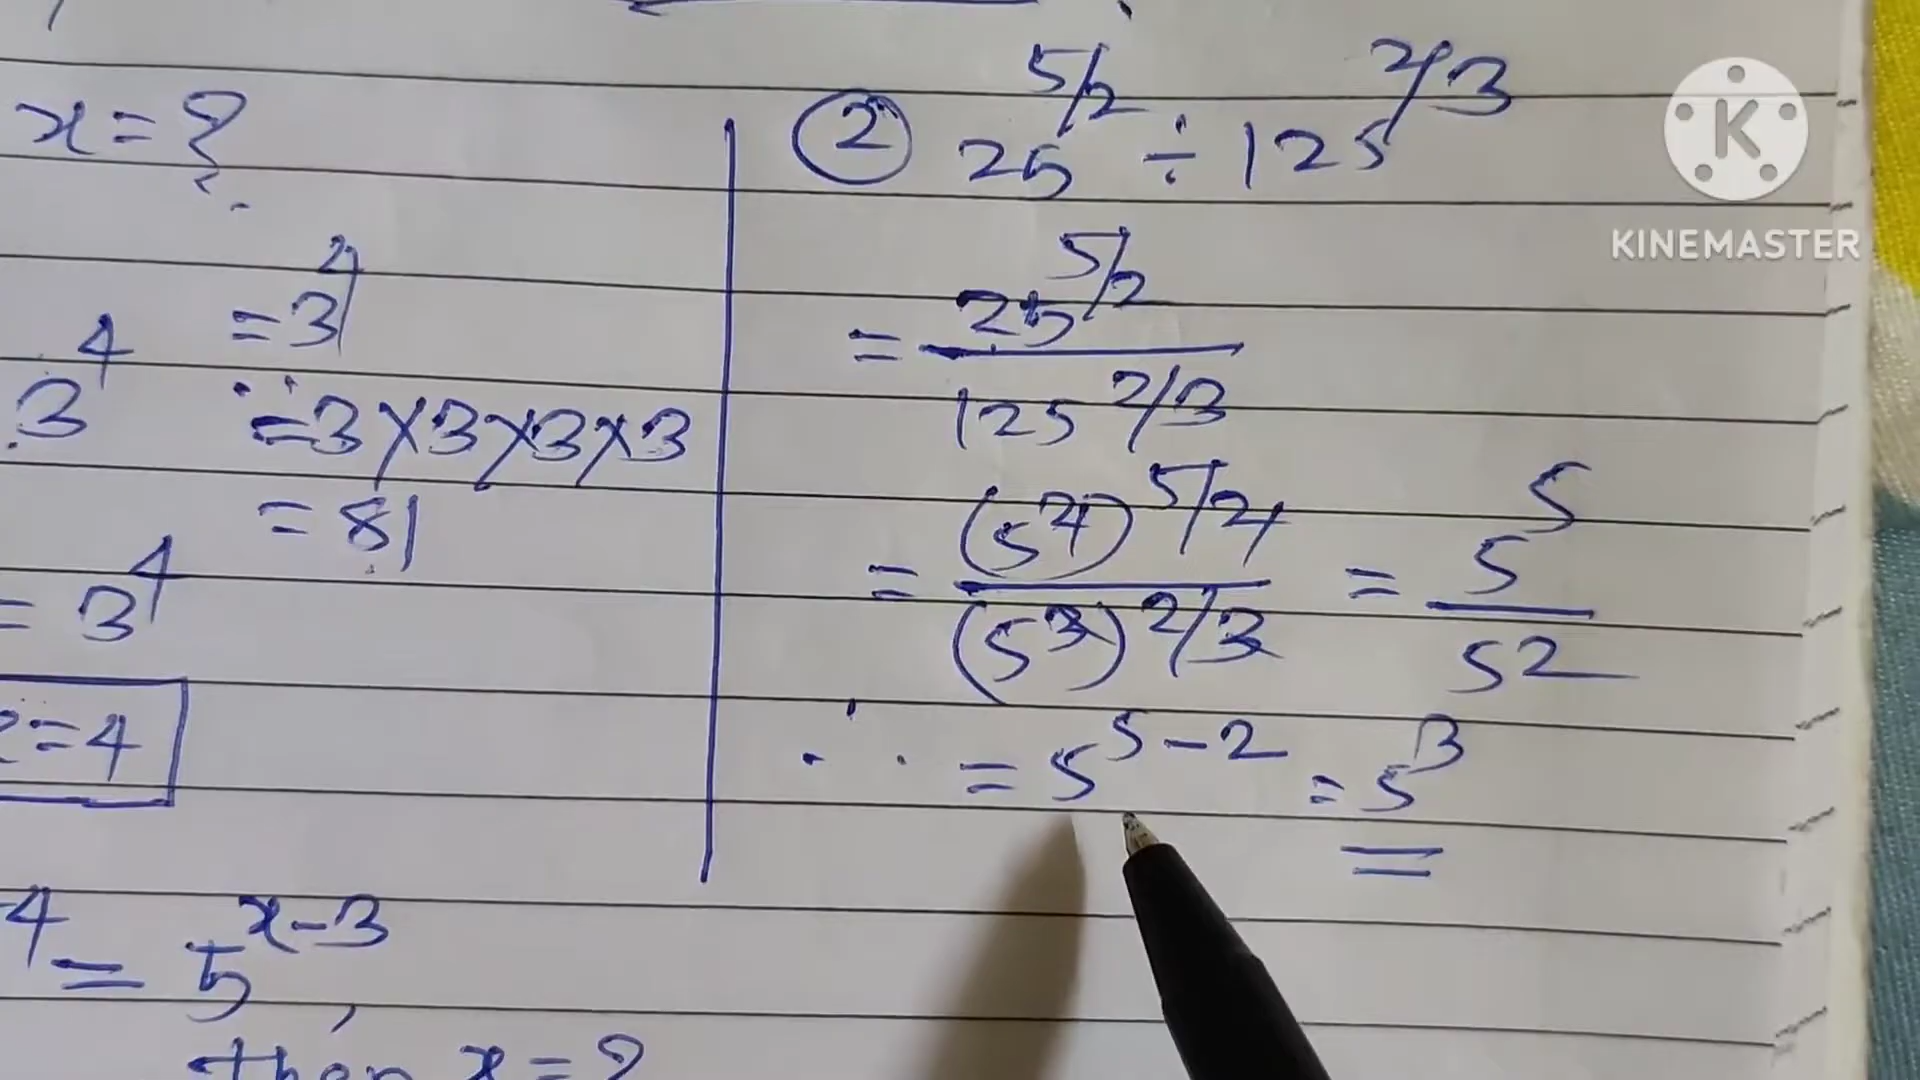 x = ?
= 3^4
3^4
= 3×3×3×3
= 81
= 3^4
x = 4
② 25^5/2 ÷ 125^2/3
= 25^5/2 / 125^2/3
= (5^2)^5/2 / (5^3)^2/3 = 5^5 / 5^2
∴ = 5^5-2 = 5^3
4 = 5^x-3,
then x = ?
KINEMASTER